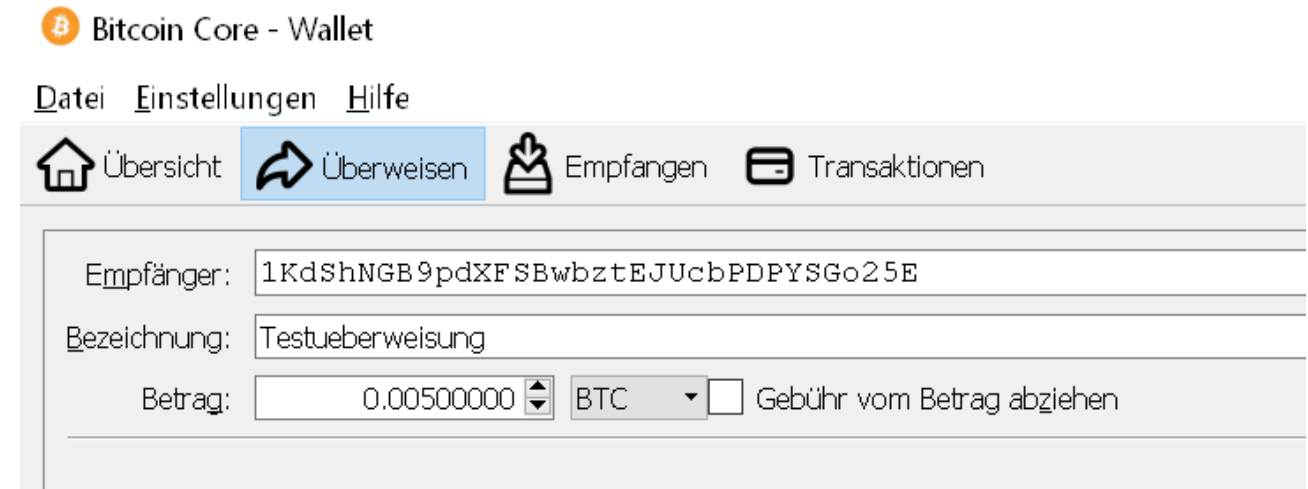 Bitcoin Core - Wallet
Datei Einstellungen Hilfe
Übersicht Überweisen Empfangen Transaktionen
Empfänger: 1KdShNGB9pdXFSBwbztEJUcbPDPYSGo25E
Bezeichnung: Testueberweisung
Betrag: 0.00500000 BTC Gebühr vom Betrag abziehen